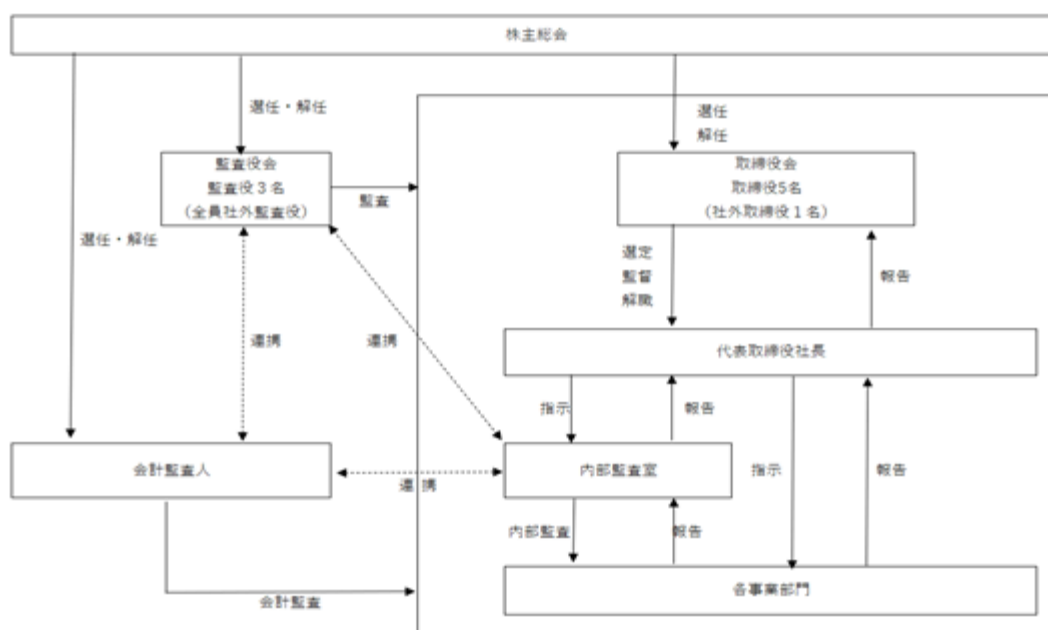 株主総会
選任・解任
選任
解任
監査役会
監査役3名
(全員社外監査役)
監査
取締役会
取締役5名
(社外取締役1名)
選任・解任
選定
監督
解職
報告
連携
連携
代表取締役社長
指示
報告
会計監査人
連携
内部監査室
指示
報告
内部監査
報告
各事業部門
会計監査